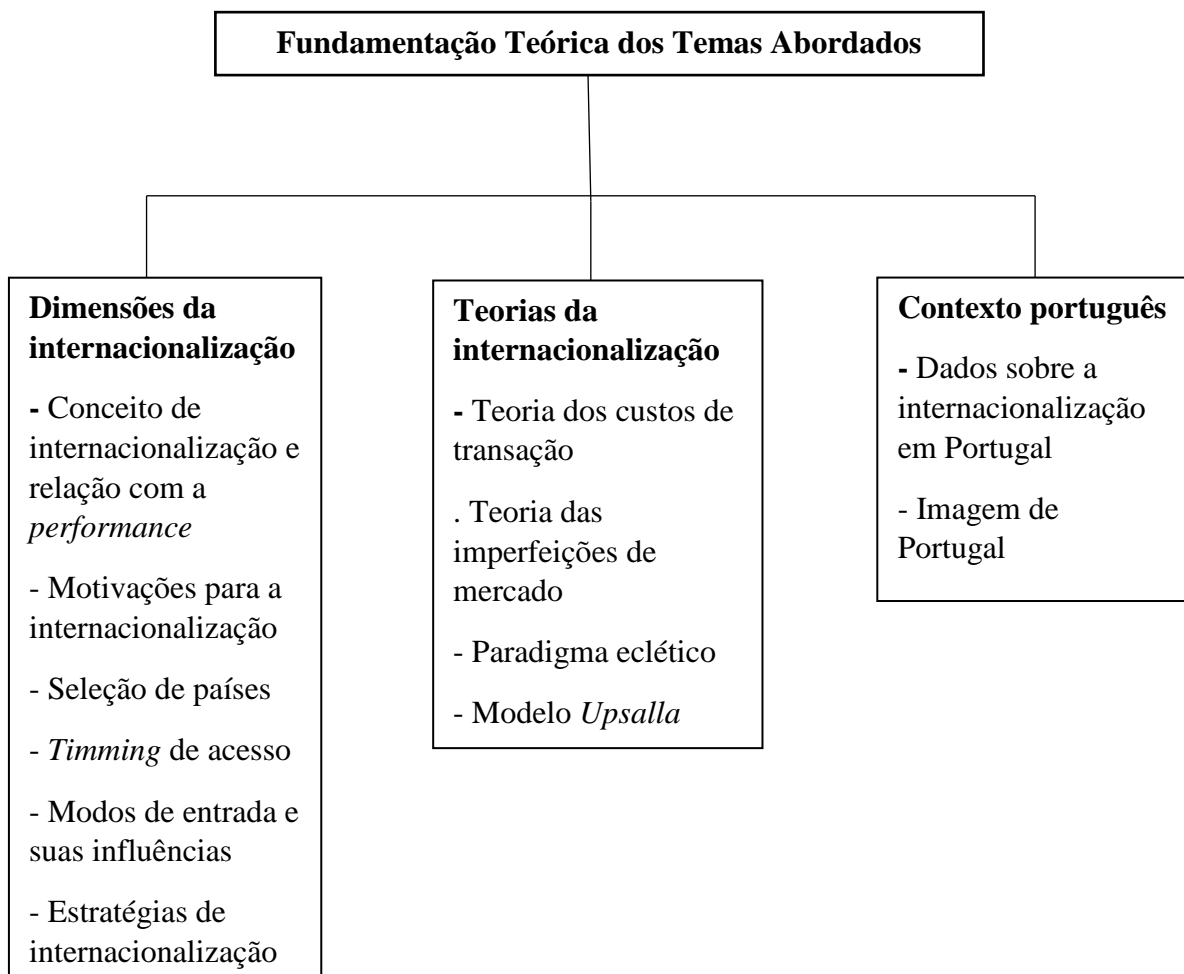 Fundamentação Teórica dos Temas Abordados
Dimensões da
internacionalização
- Conceito de
internacionalização e
relação com a
performance
- Motivações para a
internacionalização
- Seleção de países
- Timming de acesso
- Modos de entrada e
suas influências
- Estratégias de
internacionalização
Teorias da
internacionalização
- Teoria dos custos de
transação
. Teoria das
imperfeições de
mercado
- Paradigma eclético
- Modelo Upsalla
Contexto português
- Dados sobre a
internacionalização
em Portugal
- Imagem de
Portugal